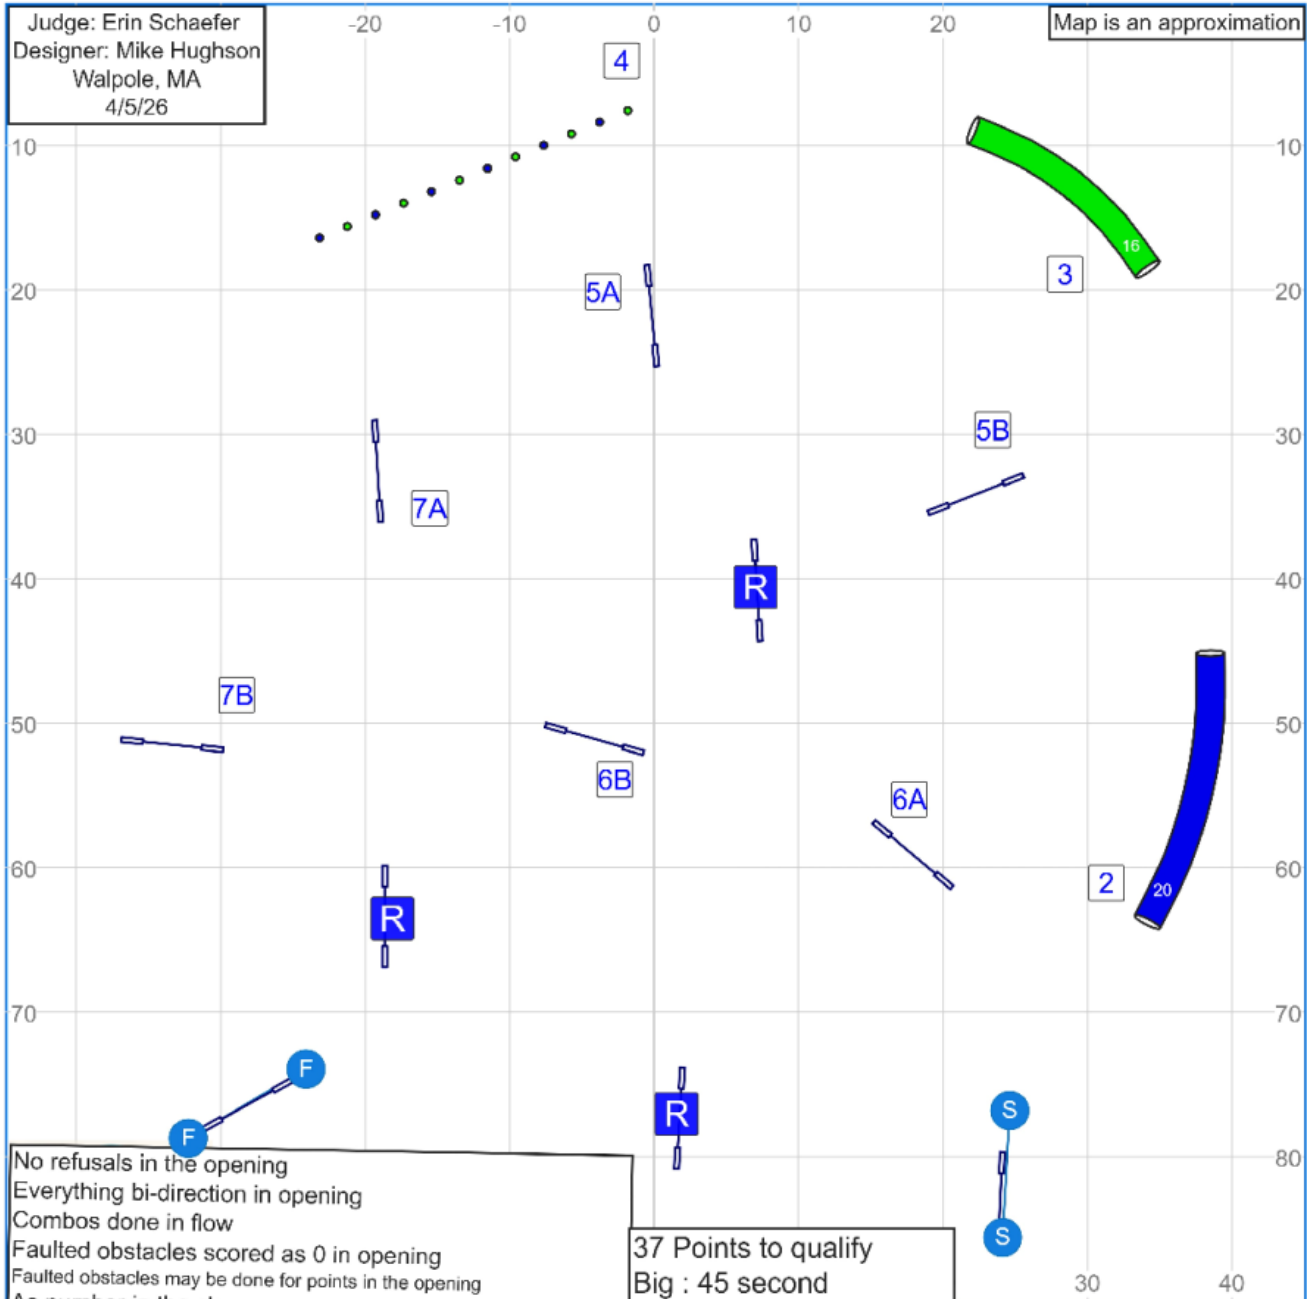 Judge: Erin Schaefer
Designer: Mike Hughson
Walpole, MA
4/5/26
-20 -10 0 10 20
Map is an approximation
4
10 10
16
3
20 20
5A
30 30
5B
7A
40 40
R
7B
50 50
6B
6A
60 60
2
20
R
70 70
F
F
R
S
80 80
S
No refusals in the opening
Everything bi-direction in opening
Combos done in flow
Faulted obstacles scored as 0 in opening
Faulted obstacles may be done for points in the opening
37 Points to qualify
Big : 45 second
30 40